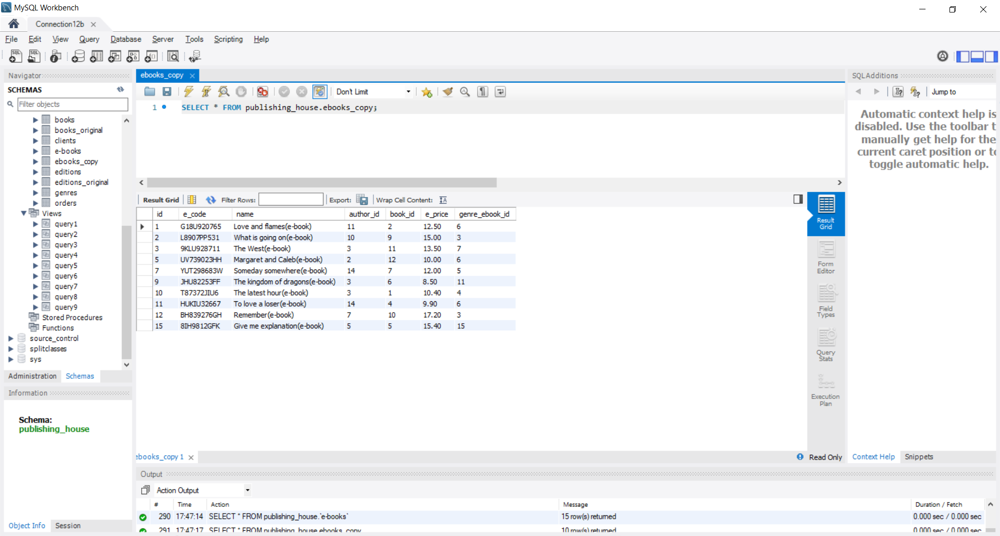 MySQL Workbench
Connection12b
File Edit View Query Database Server Tools Scripting Help
Navigator
SCHEMAS
Filter objects
books
books_original
clients
e-books
ebooks_copy
editions
editions_original
genres
orders
Views
query1
query2
query3
query4
query5
query6
query7
query8
query9
Stored Procedures
Functions
source_control
splitclasses
sys
Administration Schemas
Information
Schema:
publishing_house
Object Info Session
ebooks_copy
Don't Limit
1 SELECT * FROM publishing_house.ebooks_copy;
Result Grid Filter Rows: Export: Wrap Cell Content:
id e_code name author_id book_id e_price genre_ebook_id
1 G18U920765 Love and flames(e-book) 11 2 12.50 6
2 L8907PP531 What is going on(e-book) 10 9 15.00 3
3 9KLU928711 The West(e-book) 3 11 13.50 7
5 UV739023HH Margaret and Caleb(e-book) 2 12 10.00 6
7 YUT298683W Someday somewhere(e-book) 14 7 12.00 5
9 JHU82253FF The kingdom of dragons(e-book) 3 6 8.50 11
10 T87372JIU6 The latest hour(e-book) 3 1 10.40 4
11 HUKIU32667 To love a loser(e-book) 14 4 9.90 6
12 BH839276GH Remember(e-book) 7 10 17.20 3
15 8IH9812GFK Give me explanation(e-book) 5 5 15.40 15
Result
Grid
Form
Editor
Field
Types
Query
Stats
Execution
Plan
ebooks_copy 1
Read Only
SQLAdditions
Jump to
Automatic context help is
disabled. Use the toolbar t
manually get help for the
current caret position or to
toggle automatic help.
Context Help Snippets
Output
Action Output
# Time Action Message Duration / Fetch
290 17:47:14 SELECT * FROM publishing_house.`e-books` 15 row(s) returned 0.000 sec / 0.000 sec
291 17:47:17 SELECT * FROM publishing_house.ebooks_copy 10 row(s) returned 0.000 sec / 0.000 sec